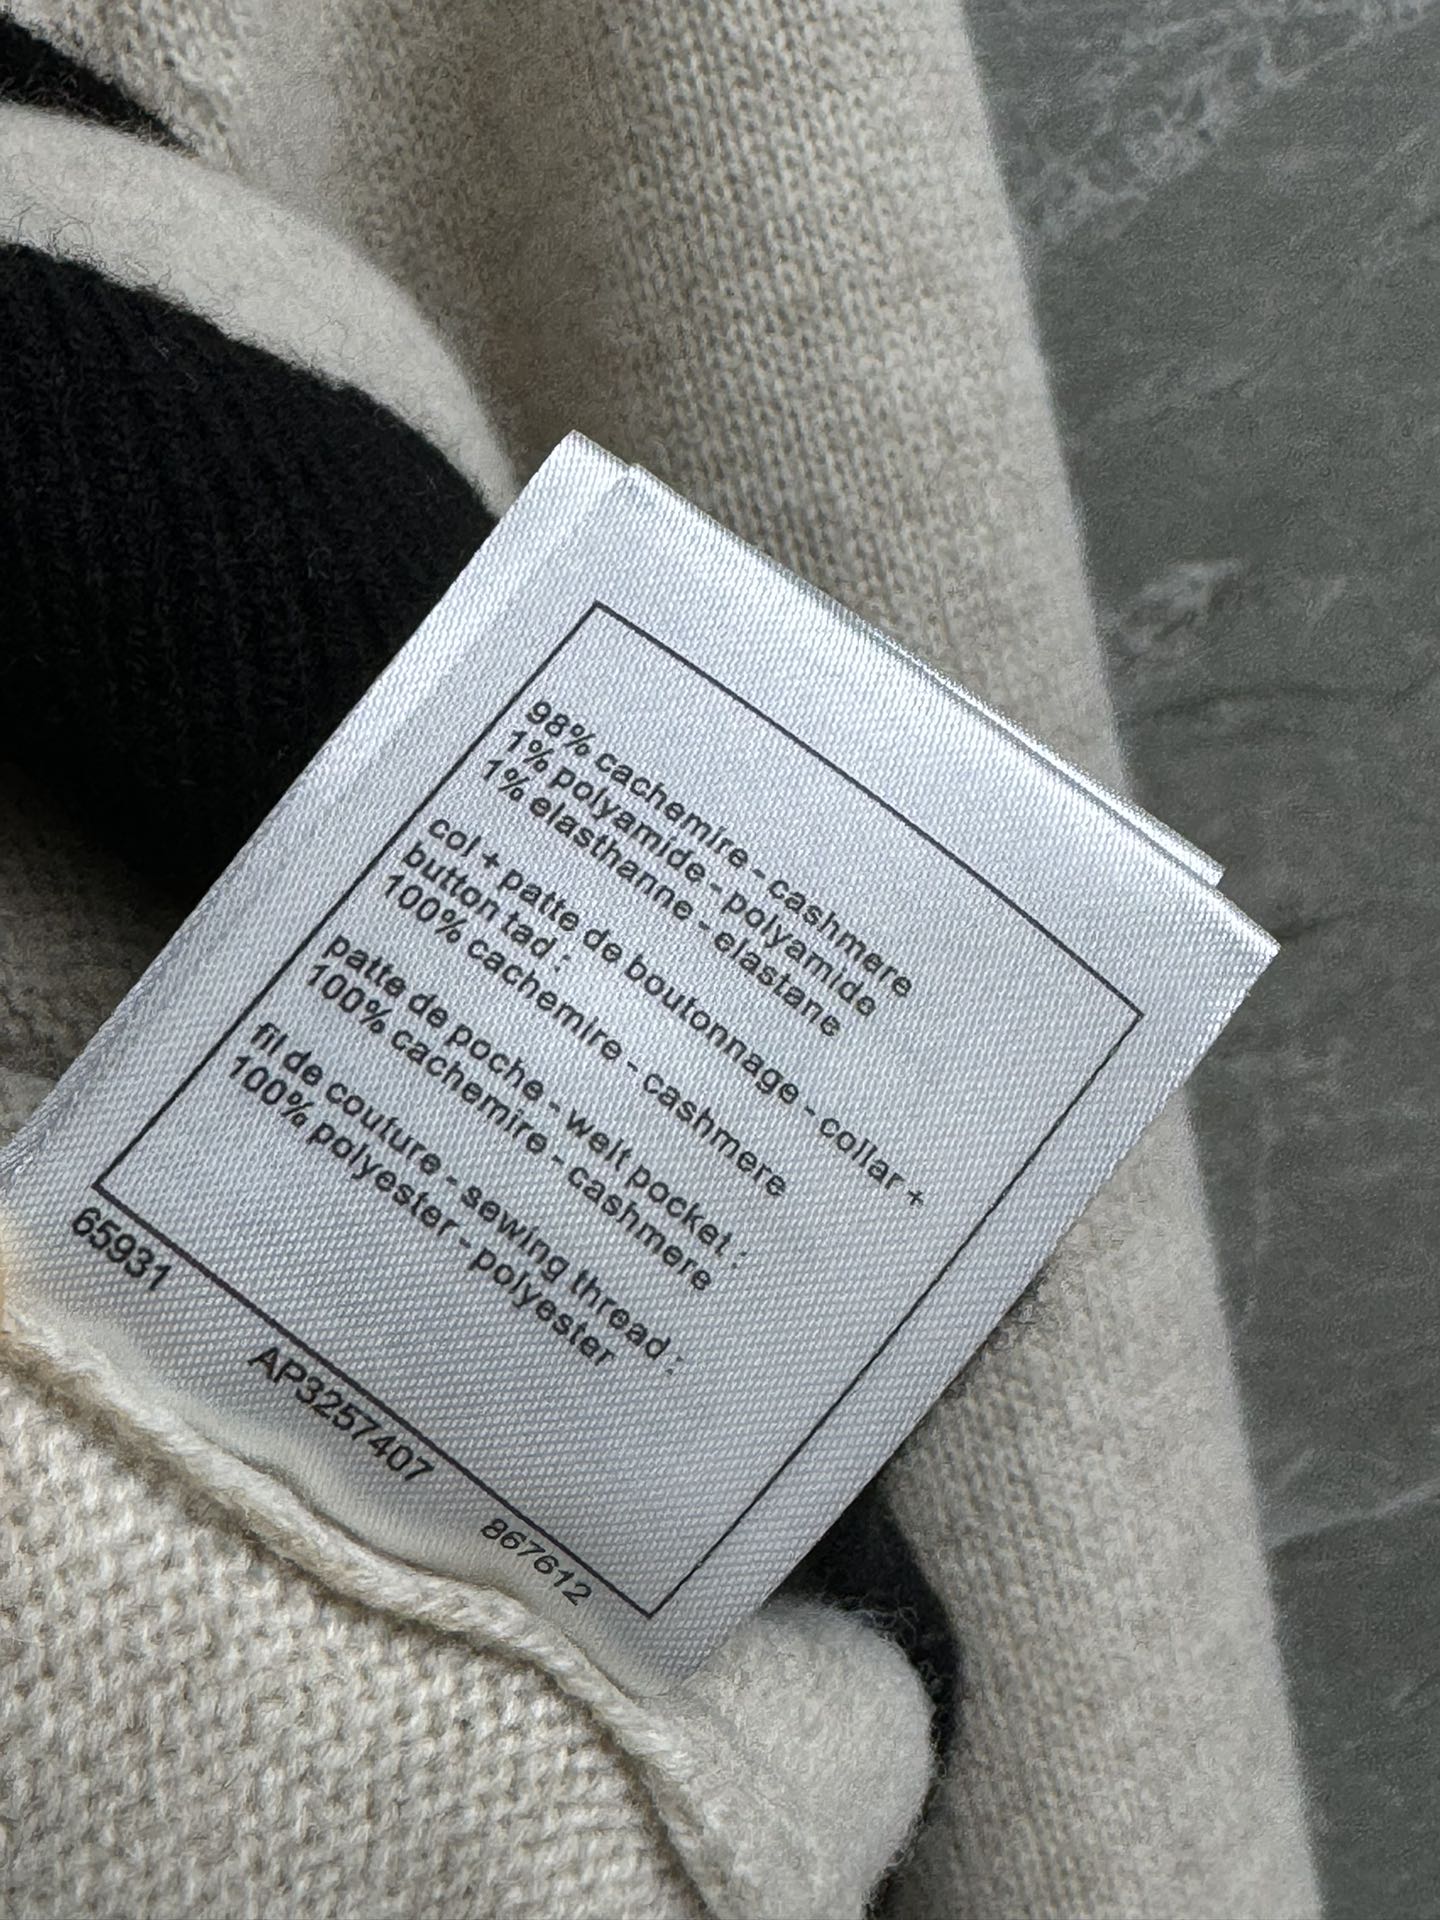 98% cachemire - cashmere
1% polyamide - polyamide
1% elasthanne - elastane
col + patte de boutonnage - collar +
button tad :
100% cachemire - cashmere
patte de poche - welt pocket :
100% cachemire - cashmere
fil de couture - sewing thread :
100% polyester - polyester
65931 AP3257407 867612